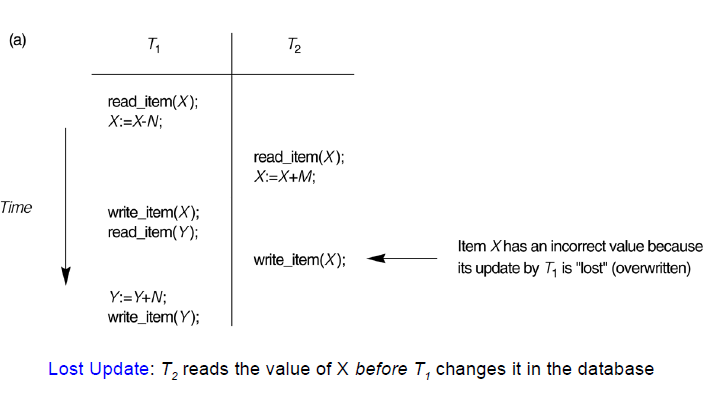 (a)
T1
T2
read_item(X);
X:=X-N;
read_item(X);
X:=X+M;
Time
write_item(X);
read_item(Y);
write_item(X);
Item X has an incorrect value because
its update by T1 is "lost" (overwritten)
Y:=Y+N;
write_item(Y);
Lost Update: T2 reads the value of X before T1 changes it in the database